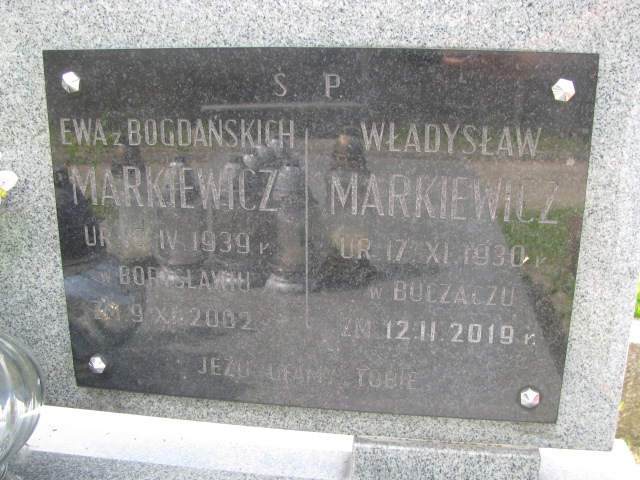 S P
EWA z BOGDAŃSKICH
MARKIEWICZ
UR. IV. 1939 r.
w BORYSŁAWIU
ZM. 9 XI. 2002
WŁADYSŁAW
MARKIEWICZ
UR. 17. XI. 1930 r.
w BUCZACZU
ZM. 12. II. 2019 r.
JEZU UFAMY TOBIE